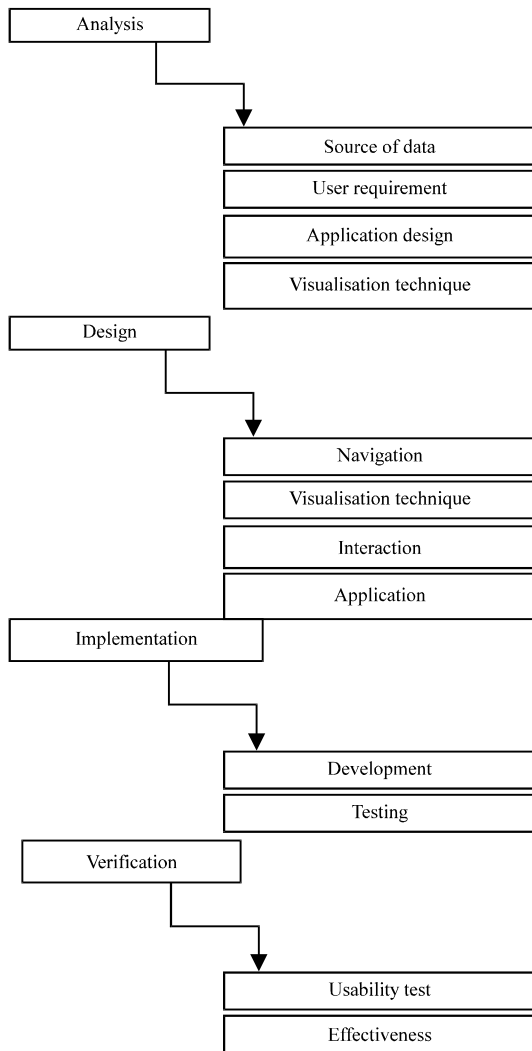 Analysis
Source of data
User requirement
Application design
Visualisation technique
Design
Navigation
Visualisation technique
Interaction
Application
Implementation
Development
Testing
Verification
Usability test
Effectiveness